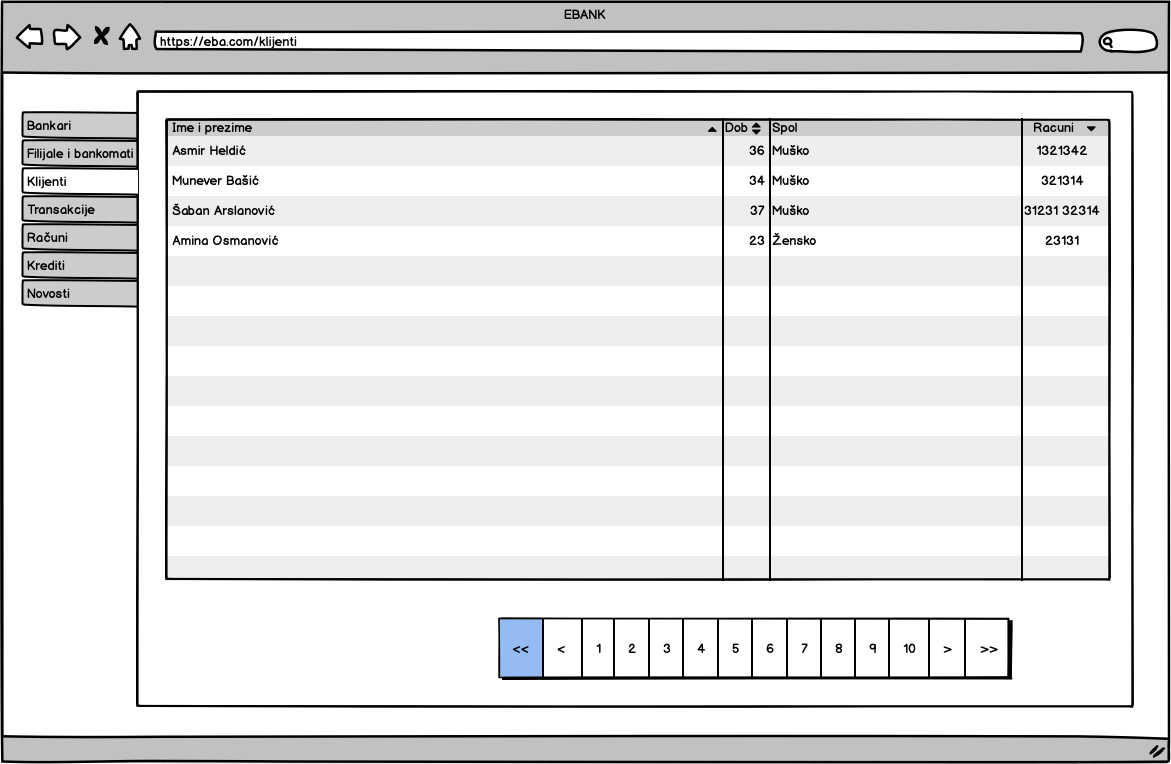 EBANK
https://eba.com/klijenti
Bankari
Filijale i bankomati
Klijenti
Transakcije
Računi
Krediti
Novosti
Ime i prezime Dob Spol Racuni
Asmir Heldić 36 Muško 1321342
Munever Bašić 34 Muško 321314
Šaban Arslanović 37 Muško 31231 32314
Amina Osmanović 23 Žensko 23131
<< < 1 2 3 4 5 6 7 8 9 10 > >>